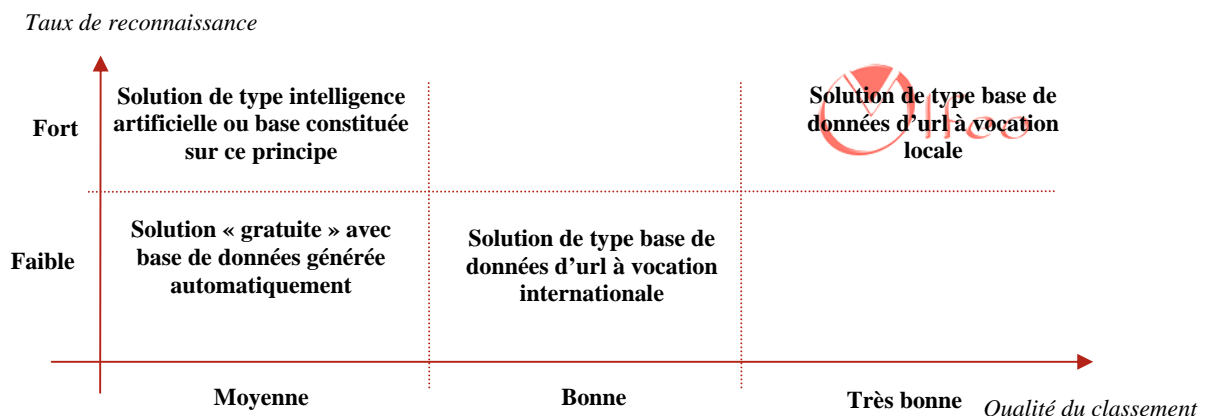 Taux de reconnaissance
Fort
Solution de type intelligence
artificielle ou base constituée
sur ce principe
Solution de type base de
données d’url à vocation
locale
Olfeo
Faible
Solution « gratuite » avec
base de données générée
automatiquement
Solution de type base de
données d’url à vocation
internationale
Moyenne
Bonne
Très bonne
Qualité du classement